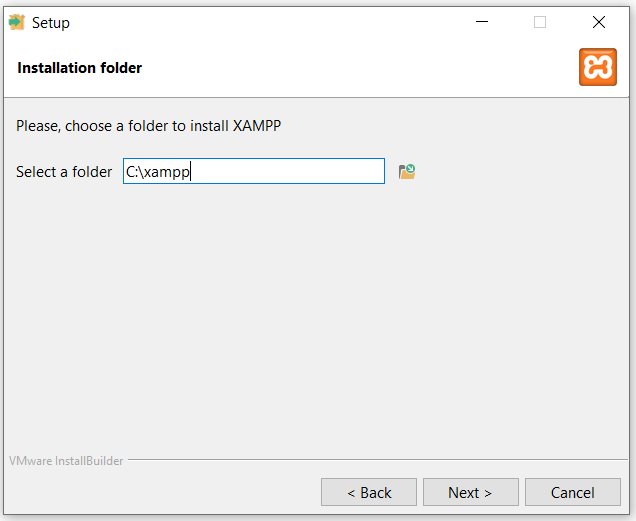 Setup
Installation folder
Please, choose a folder to install XAMPP
Select a folder C:\xampp
VMware InstallBuilder
< Back Next > Cancel